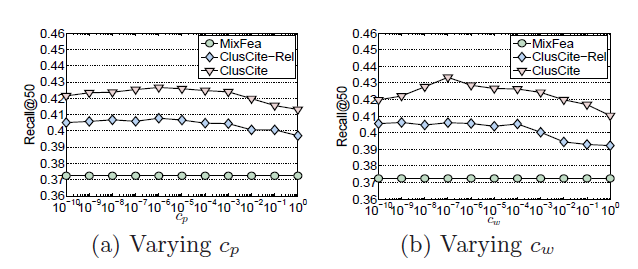 0.46
0.45
0.44
0.43
0.42
0.41
0.4
0.39
0.38
0.37
0.36
Recall@50
MixFea
ClusCite-Rel
ClusCite
10^-10 10^-9 10^-8 10^-7 10^-6 10^-5 10^-4 10^-3 10^-2 10^-1 10^0
c_p
(a) Varying c_p
0.46
0.45
0.44
0.43
0.42
0.41
0.4
0.39
0.38
0.37
0.36
Recall@50
MixFea
ClusCite-Rel
ClusCite
10^-10 10^-9 10^-8 10^-7 10^-6 10^-5 10^-4 10^-3 10^-2 10^-1 10^0
c_w
(b) Varying c_w